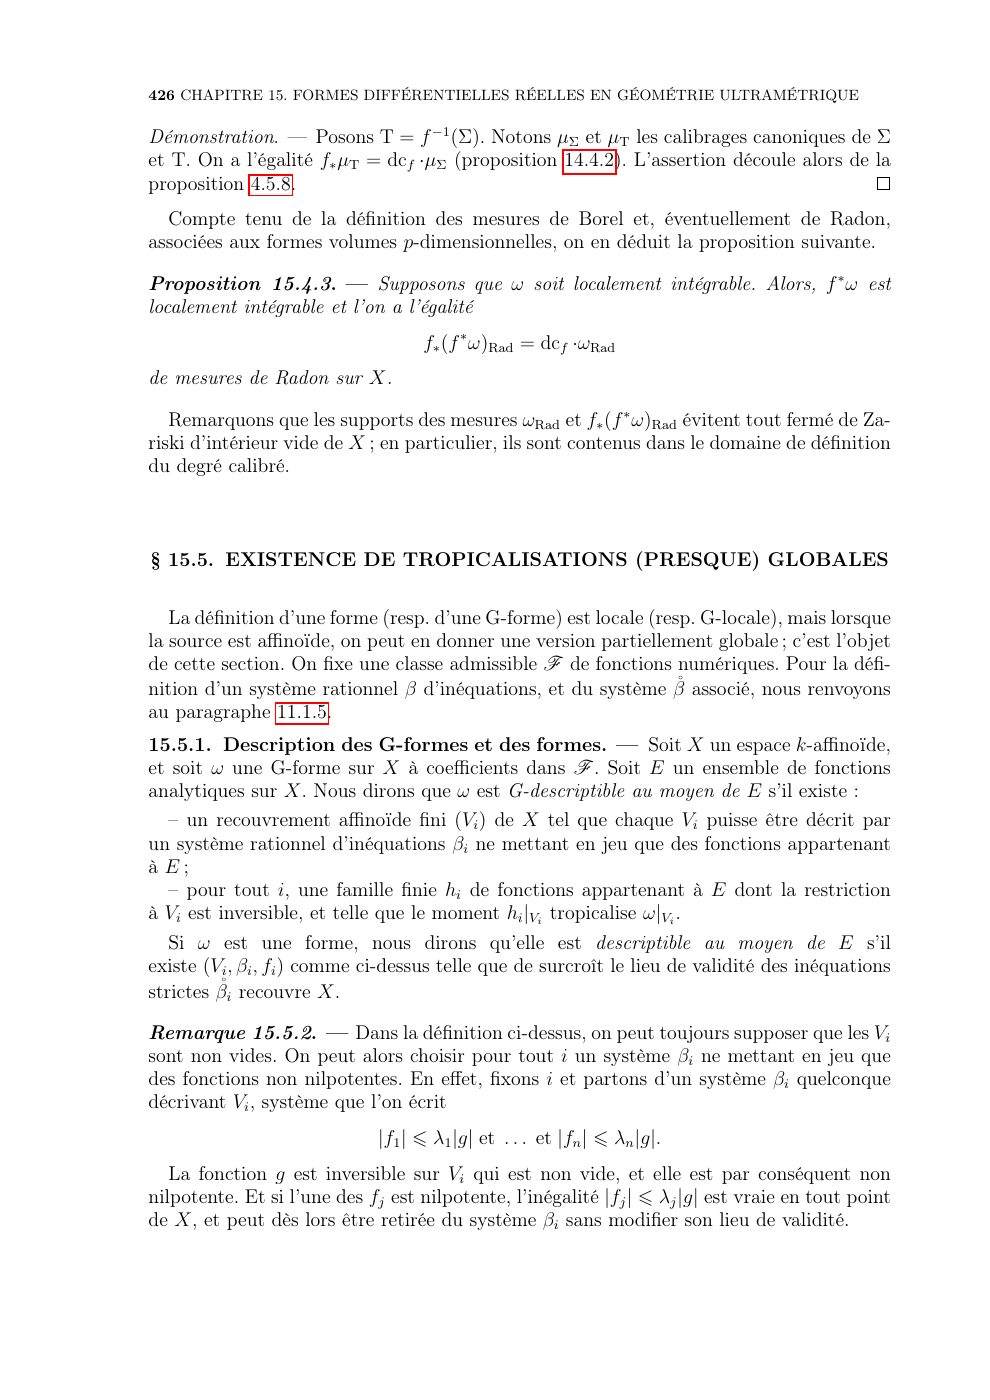 426 CHAPITRE 15. FORMES DIFFÉRENTIELLES RÉELLES EN GÉOMÉTRIE ULTRAMÉTRIQUE
Démonstration. — Posons T = f⁻¹(Σ). Notons μ_Σ et μ_T les calibrages canoniques de Σ
et T. On a l'égalité f_*μ_T = dc_f ·μ_Σ (proposition 14.4.2). L'assertion découle alors de la
proposition 4.5.8. □
Compte tenu de la définition des mesures de Borel et, éventuellement de Radon,
associées aux formes volumes p-dimensionnelles, on en déduit la proposition suivante.
Proposition 15.4.3. — Supposons que ω soit localement intégrable. Alors, f*ω est
localement intégrable et l'on a l'égalité
f_*(f*ω)_Rad = dc_f ·ω_Rad
de mesures de Radon sur X.
Remarquons que les supports des mesures ω_Rad et f_*(f*ω)_Rad évitent tout fermé de Za-
riski d'intérieur vide de X ; en particulier, ils sont contenus dans le domaine de définition
du degré calibré.
§ 15.5. EXISTENCE DE TROPICALISATIONS (PRESQUE) GLOBALES
La définition d'une forme (resp. d'une G-forme) est locale (resp. G-locale), mais lorsque
la source est affinoïde, on peut en donner une version partiellement globale ; c'est l'objet
de cette section. On fixe une classe admissible ℱ de fonctions numériques. Pour la défi-
nition d'un système rationnel β d'inéquations, et du système β̊ associé, nous renvoyons
au paragraphe 11.1.5.
15.5.1. Description des G-formes et des formes. — Soit X un espace k-affinoïde,
et soit ω une G-forme sur X à coefficients dans ℱ. Soit E un ensemble de fonctions
analytiques sur X. Nous dirons que ω est G-descriptible au moyen de E s'il existe :
– un recouvrement affinoïde fini (V_i) de X tel que chaque V_i puisse être décrit par
un système rationnel d'inéquations β_i ne mettant en jeu que des fonctions appartenant
à E ;
– pour tout i, une famille finie h_i de fonctions appartenant à E dont la restriction
à V_i est inversible, et telle que le moment h_i|_{V_i} tropicalise ω|_{V_i}.
Si ω est une forme, nous dirons qu'elle est descriptible au moyen de E s'il
existe (V_i, β_i, f_i) comme ci-dessus telle que de surcroît le lieu de validité des inéquations
strictes β̊_i recouvre X.
Remarque 15.5.2. — Dans la définition ci-dessus, on peut toujours supposer que les V_i
sont non vides. On peut alors choisir pour tout i un système β_i ne mettant en jeu que
des fonctions non nilpotentes. En effet, fixons i et partons d'un système β_i quelconque
décrivant V_i, système que l'on écrit
|f_1| ⩽ λ_1|g| et ... et |f_n| ⩽ λ_n|g|.
La fonction g est inversible sur V_i qui est non vide, et elle est par conséquent non
nilpotente. Et si l'une des f_j est nilpotente, l'inégalité |f_j| ⩽ λ_j|g| est vraie en tout point
de X, et peut dès lors être retirée du système β_i sans modifier son lieu de validité.